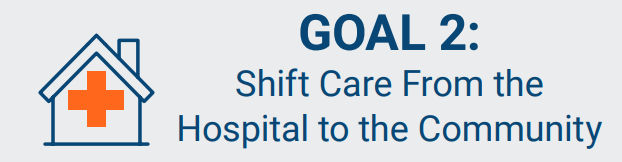 GOAL 2:
Shift Care From the
Hospital to the Community